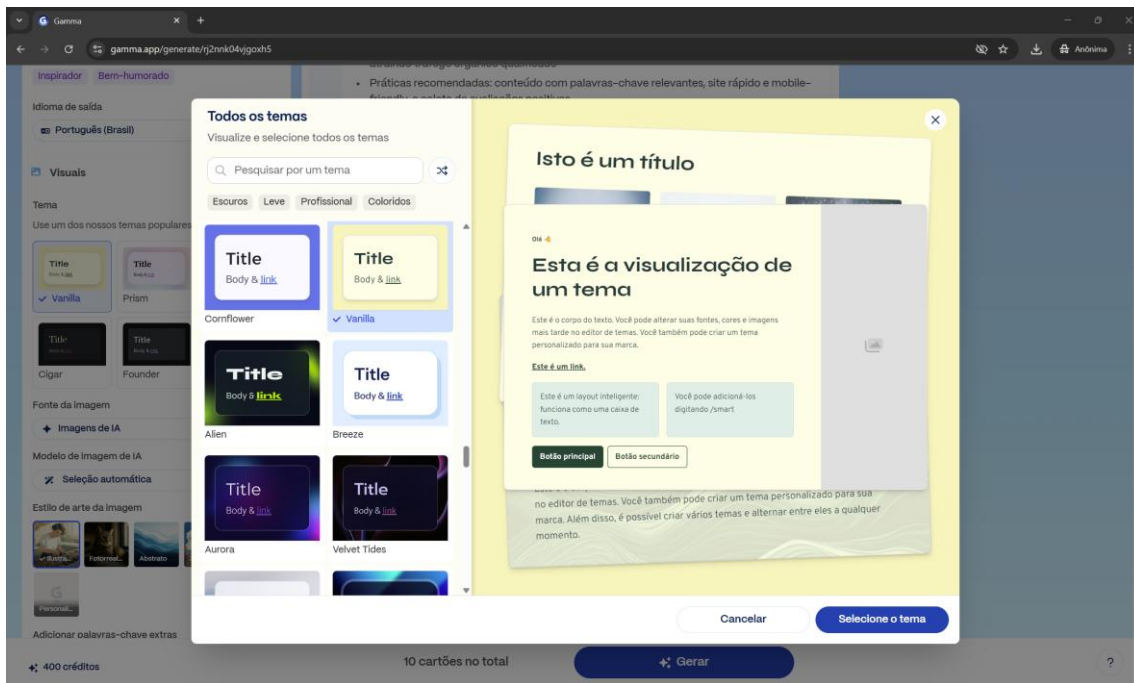 Gamma
gamma.app/generate/rj2nnk04vjgoxh5
Anônima
Inspirador Bem-humorado
Idioma de saída
Português (Brasil)
Visuais
Tema
Use um dos nossos temas populares
Title
Title
Vanilla
Prism
Title
Title
Cigar
Founder
Fonte da imagem
Imagens de IA
Modelo de imagem de IA
Seleção automática
Estilo de arte da imagem
Ilustra...
Fotorreal...
Abstrato
Personali...
Adicionar palavras-chave extras
400 créditos
• Práticas recomendadas: conteúdo com palavras-chave relevantes, site rápido e mobile-
Todos os temas
Visualize e selecione todos os temas
Pesquisar por um tema
Escuros Leve Profissional Coloridos
Title
Body & link
Cornflower
Title
Body & link
Vanilla
Title
Body & link
Alien
Title
Body & link
Breeze
Title
Body & link
Aurora
Title
Body & link
Velvet Tides
Isto é um título
Olá
Esta é a visualização de
um tema
Este é o corpo do texto. Você pode alterar suas fontes, cores e imagens
mais tarde no editor de temas. Você também pode criar um tema
personalizado para sua marca.
Este é um link.
Este é um layout inteligente:
funciona como uma caixa de
texto.
Você pode adicioná-los
digitando /smart
Botão principal
Botão secundário
no editor de temas. Você também pode criar um tema personalizado para sua
marca. Além disso, é possível criar vários temas e alternar entre eles a qualquer
momento.
Cancelar
Selecione o tema
10 cartões no total
Gerar
?